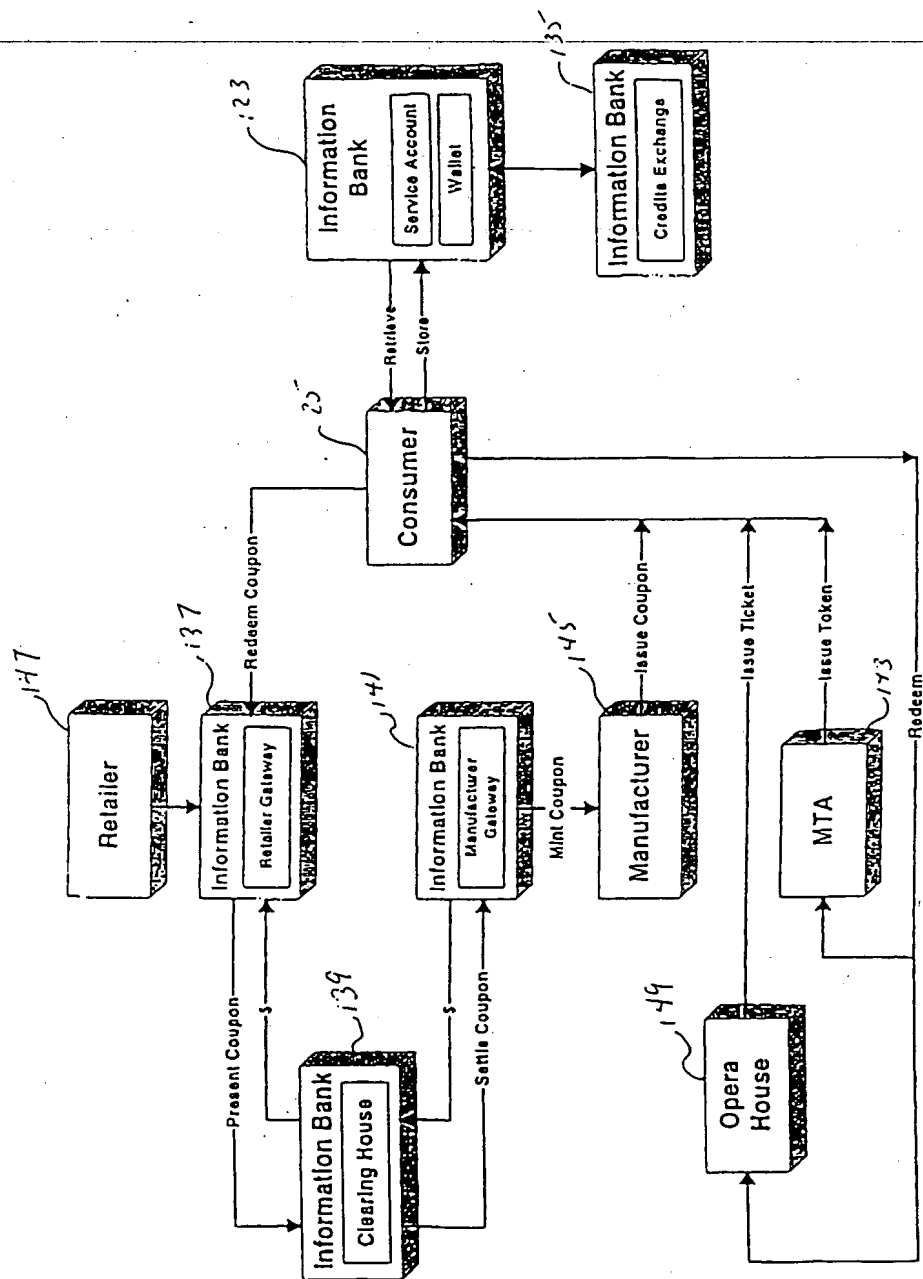 147
Retailer
137
Information Bank
Retailer Gateway
Present Coupon
$
Redeem Coupon
139
Information Bank
Clearing House
25
Consumer
Retrieve
Store
123
Information
Bank
Service Account
Wallet
141
Information Bank
Manufacturer
Gateway
$
Settle Coupon
Mint Coupon
135
Information Bank
Credits Exchange
145
Manufacturer
Issue Coupon
149
Opera
House
Issue Ticket
MTA
143
Issue Token
Redeem